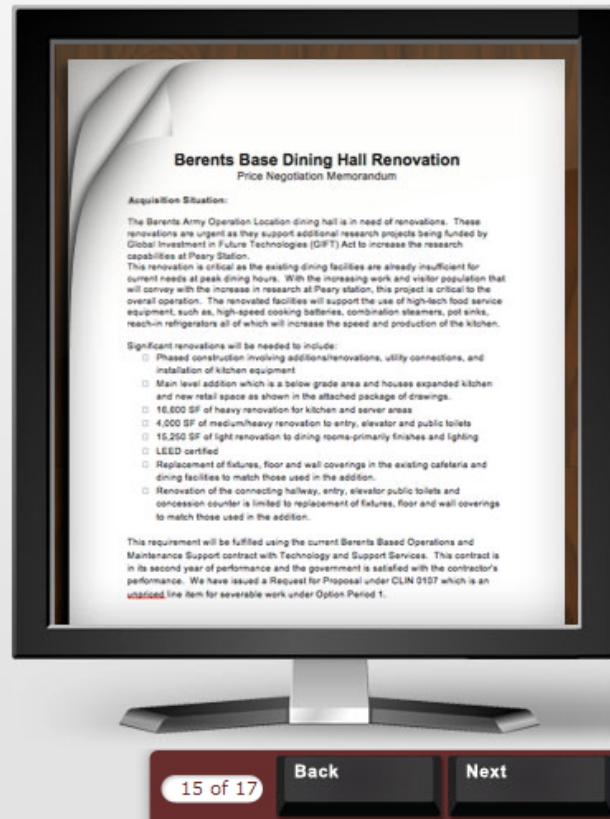 Berents Base Dining Hall Renovation
Price Negotiation Memorandum
Acquisition Situation:
The Berents Army Operation Location dining hall is in need of renovations. These
renovations are urgent as they support additional research projects being funded by
Global Investment in Future Technologies (GIFT) Act to increase the research
capabilities at Peary Station.
This renovation is critical as the existing dining facilities are already insufficient for
current needs at peak dining hours. With the increasing work and visitor population that
will convey with the increase in research at Peary station, this project is critical to the
overall operation. The renovated facilities will support the use of high-tech food service
equipment, such as, high-speed cooking batteries, combination steamers, pot sinks,
reach-in refrigerators all of which will increase the speed and production of the kitchen.
Significant renovations will be needed to include:
Phased construction involving additions/renovations, utility connections, and
installation of kitchen equipment
Main level addition which is a below grade area and houses expanded kitchen
and new retail space as shown in the attached package of drawings.
16,600 SF of heavy renovation for kitchen and server areas
4,000 SF of medium/heavy renovation to entry, elevator and public toilets
15,250 SF of light renovation to dining rooms-primarily finishes and lighting
LEED certified
Replacement of fixtures, floor and wall coverings in the existing cafeteria and
dining facilities to match those used in the addition.
Renovation of the connecting hallway, entry, elevator public toilets and
concession counter is limited to replacement of fixtures, floor and wall coverings
to match those used in the addition.
This requirement will be fulfilled using the current Berents Based Operations and
Maintenance Support contract with Technology and Support Services. This contract is
in its second year of performance and the government is satisfied with the contractor's
performance. We have issued a Request for Proposal under CLIN 0107 which is an
unpriced line item for severable work under Option Period 1.
15 of 17
Back
Next